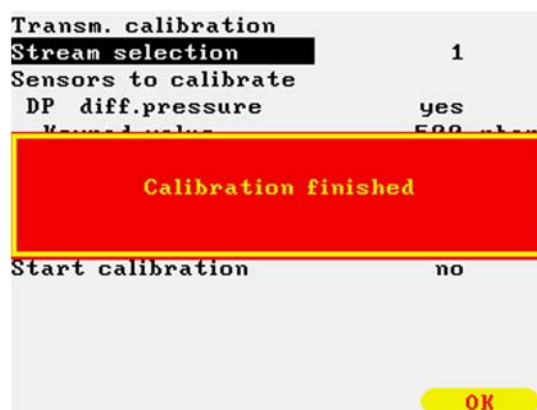 Transm. calibration
Stream selection 1
Sensors to calibrate
DP diff.pressure yes
Calibration finished
Start calibration no
OK